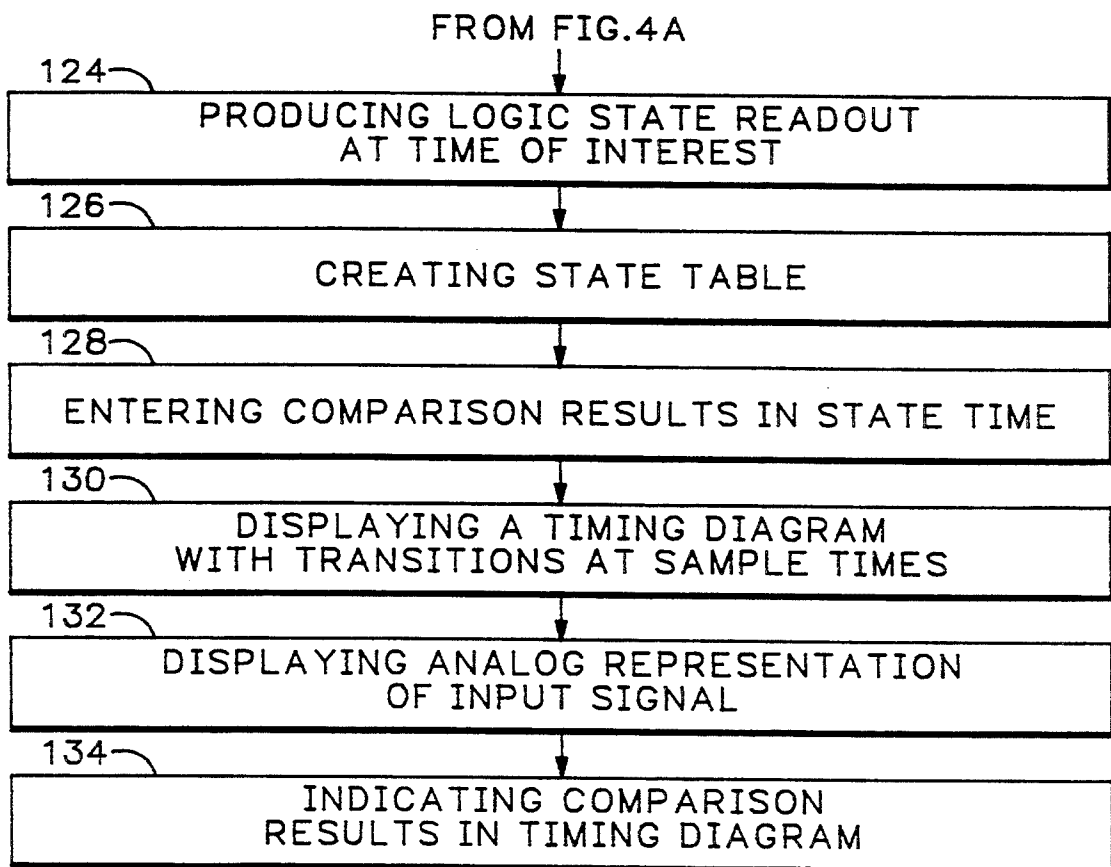 FROM FIG.4A
124
PRODUCING LOGIC STATE READOUT
AT TIME OF INTEREST
126
CREATING STATE TABLE
128
ENTERING COMPARISON RESULTS IN STATE TIME
130
DISPLAYING A TIMING DIAGRAM
WITH TRANSITIONS AT SAMPLE TIMES
132
DISPLAYING ANALOG REPRESENTATION
OF INPUT SIGNAL
134
INDICATING COMPARISON
RESULTS IN TIMING DIAGRAM